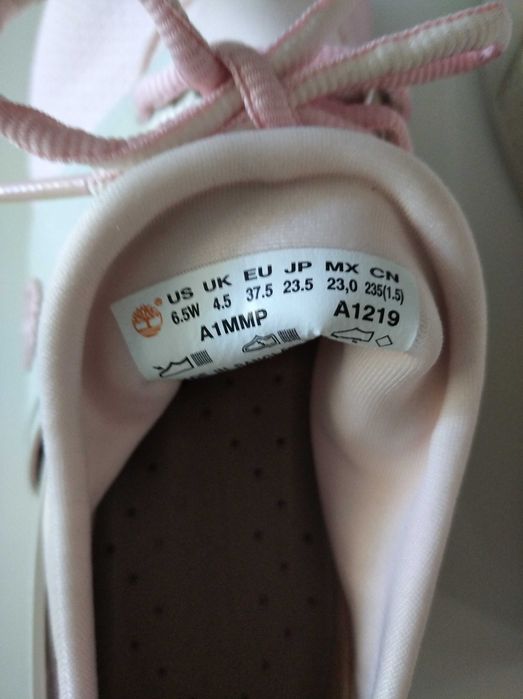 US UK EU JP MX CN
6.5W 4.5 37.5 23.5 23,0 235(1.5)
A1MMP A1219